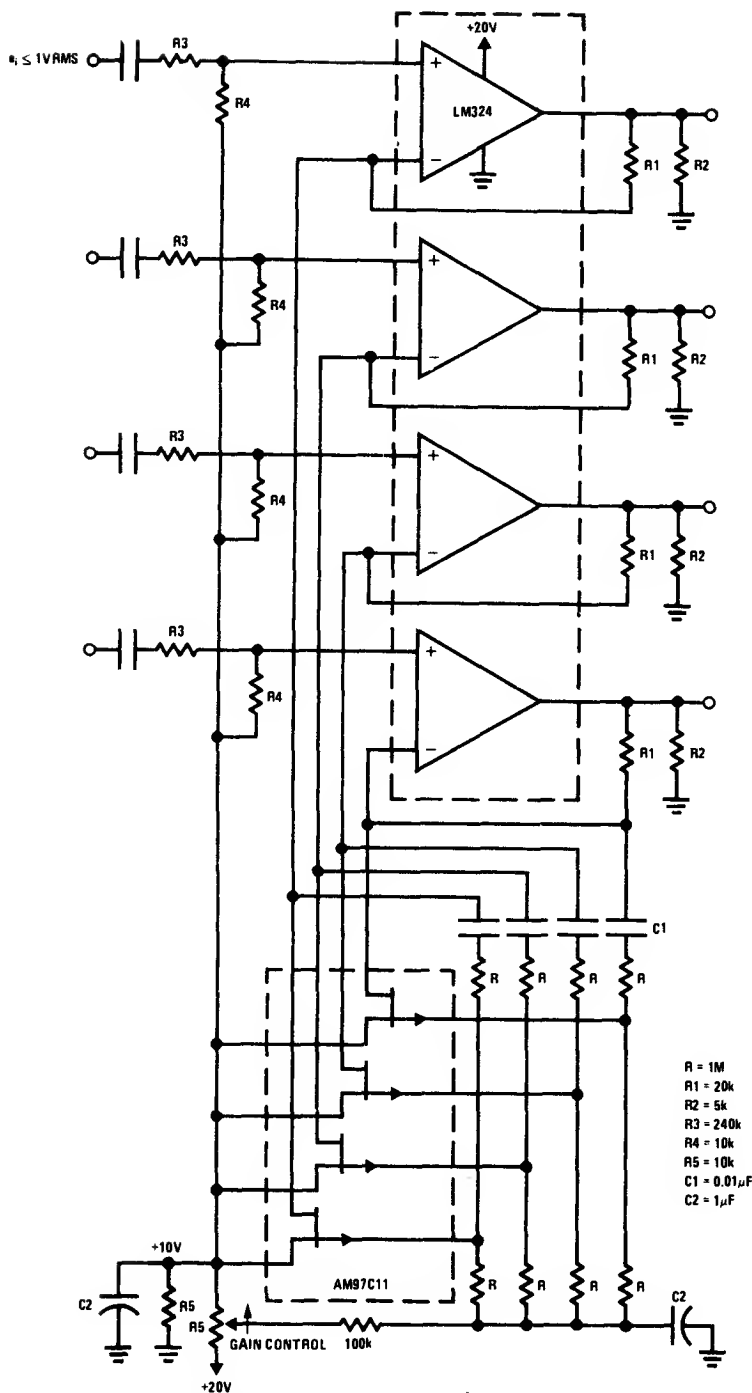 +20V
eᵢ ≤ 1V RMS
R3
R4
+
LM324
−
R1
R2
R3
R4
+
−
R1
R2
R3
R4
+
−
R1
R2
R3
R4
+
−
R1
R2
C1
R
R
R
R
R = 1M
R1 = 20k
R2 = 5k
R3 = 240k
R4 = 10k
R5 = 10k
C1 = 0.01μF
C2 = 1μF
+10V
AM97C11
R
R
R
R
C2
R5
R5
GAIN CONTROL
100k
C2
+20V